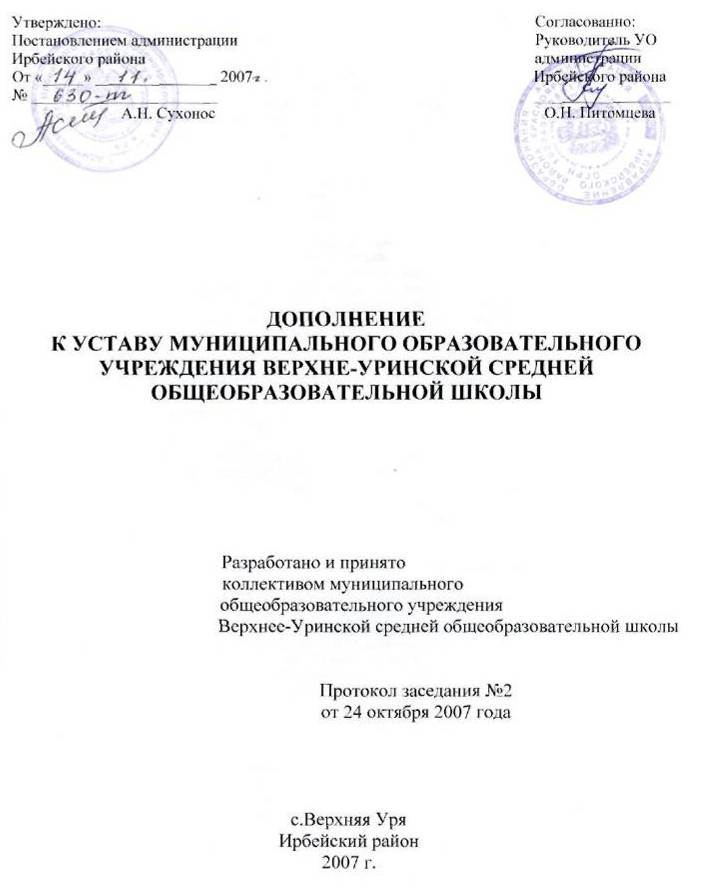 Утверждено:
Постановлением администрации
Ирбейского района
От « 14 » 11. 2007г.
№ 630-пг
А.Н. Сухонос
Согласованно:
Руководитель УО
администрации
Ирбейского района
О.Н. Питомцева
ДОПОЛНЕНИЕ
К УСТАВУ МУНИЦИПАЛЬНОГО ОБРАЗОВАТЕЛЬНОГО
УЧРЕЖДЕНИЯ ВЕРХНЕ-УРИНСКОЙ СРЕДНЕЙ
ОБЩЕОБРАЗОВАТЕЛЬНОЙ ШКОЛЫ
Разработано и принято
коллективом муниципального
общеобразовательного учреждения
Верхнее-Уринской средней общеобразовательной школы
Протокол заседания №2
от 24 октября 2007 года
с.Верхняя Уря
Ирбейский район
2007 г.